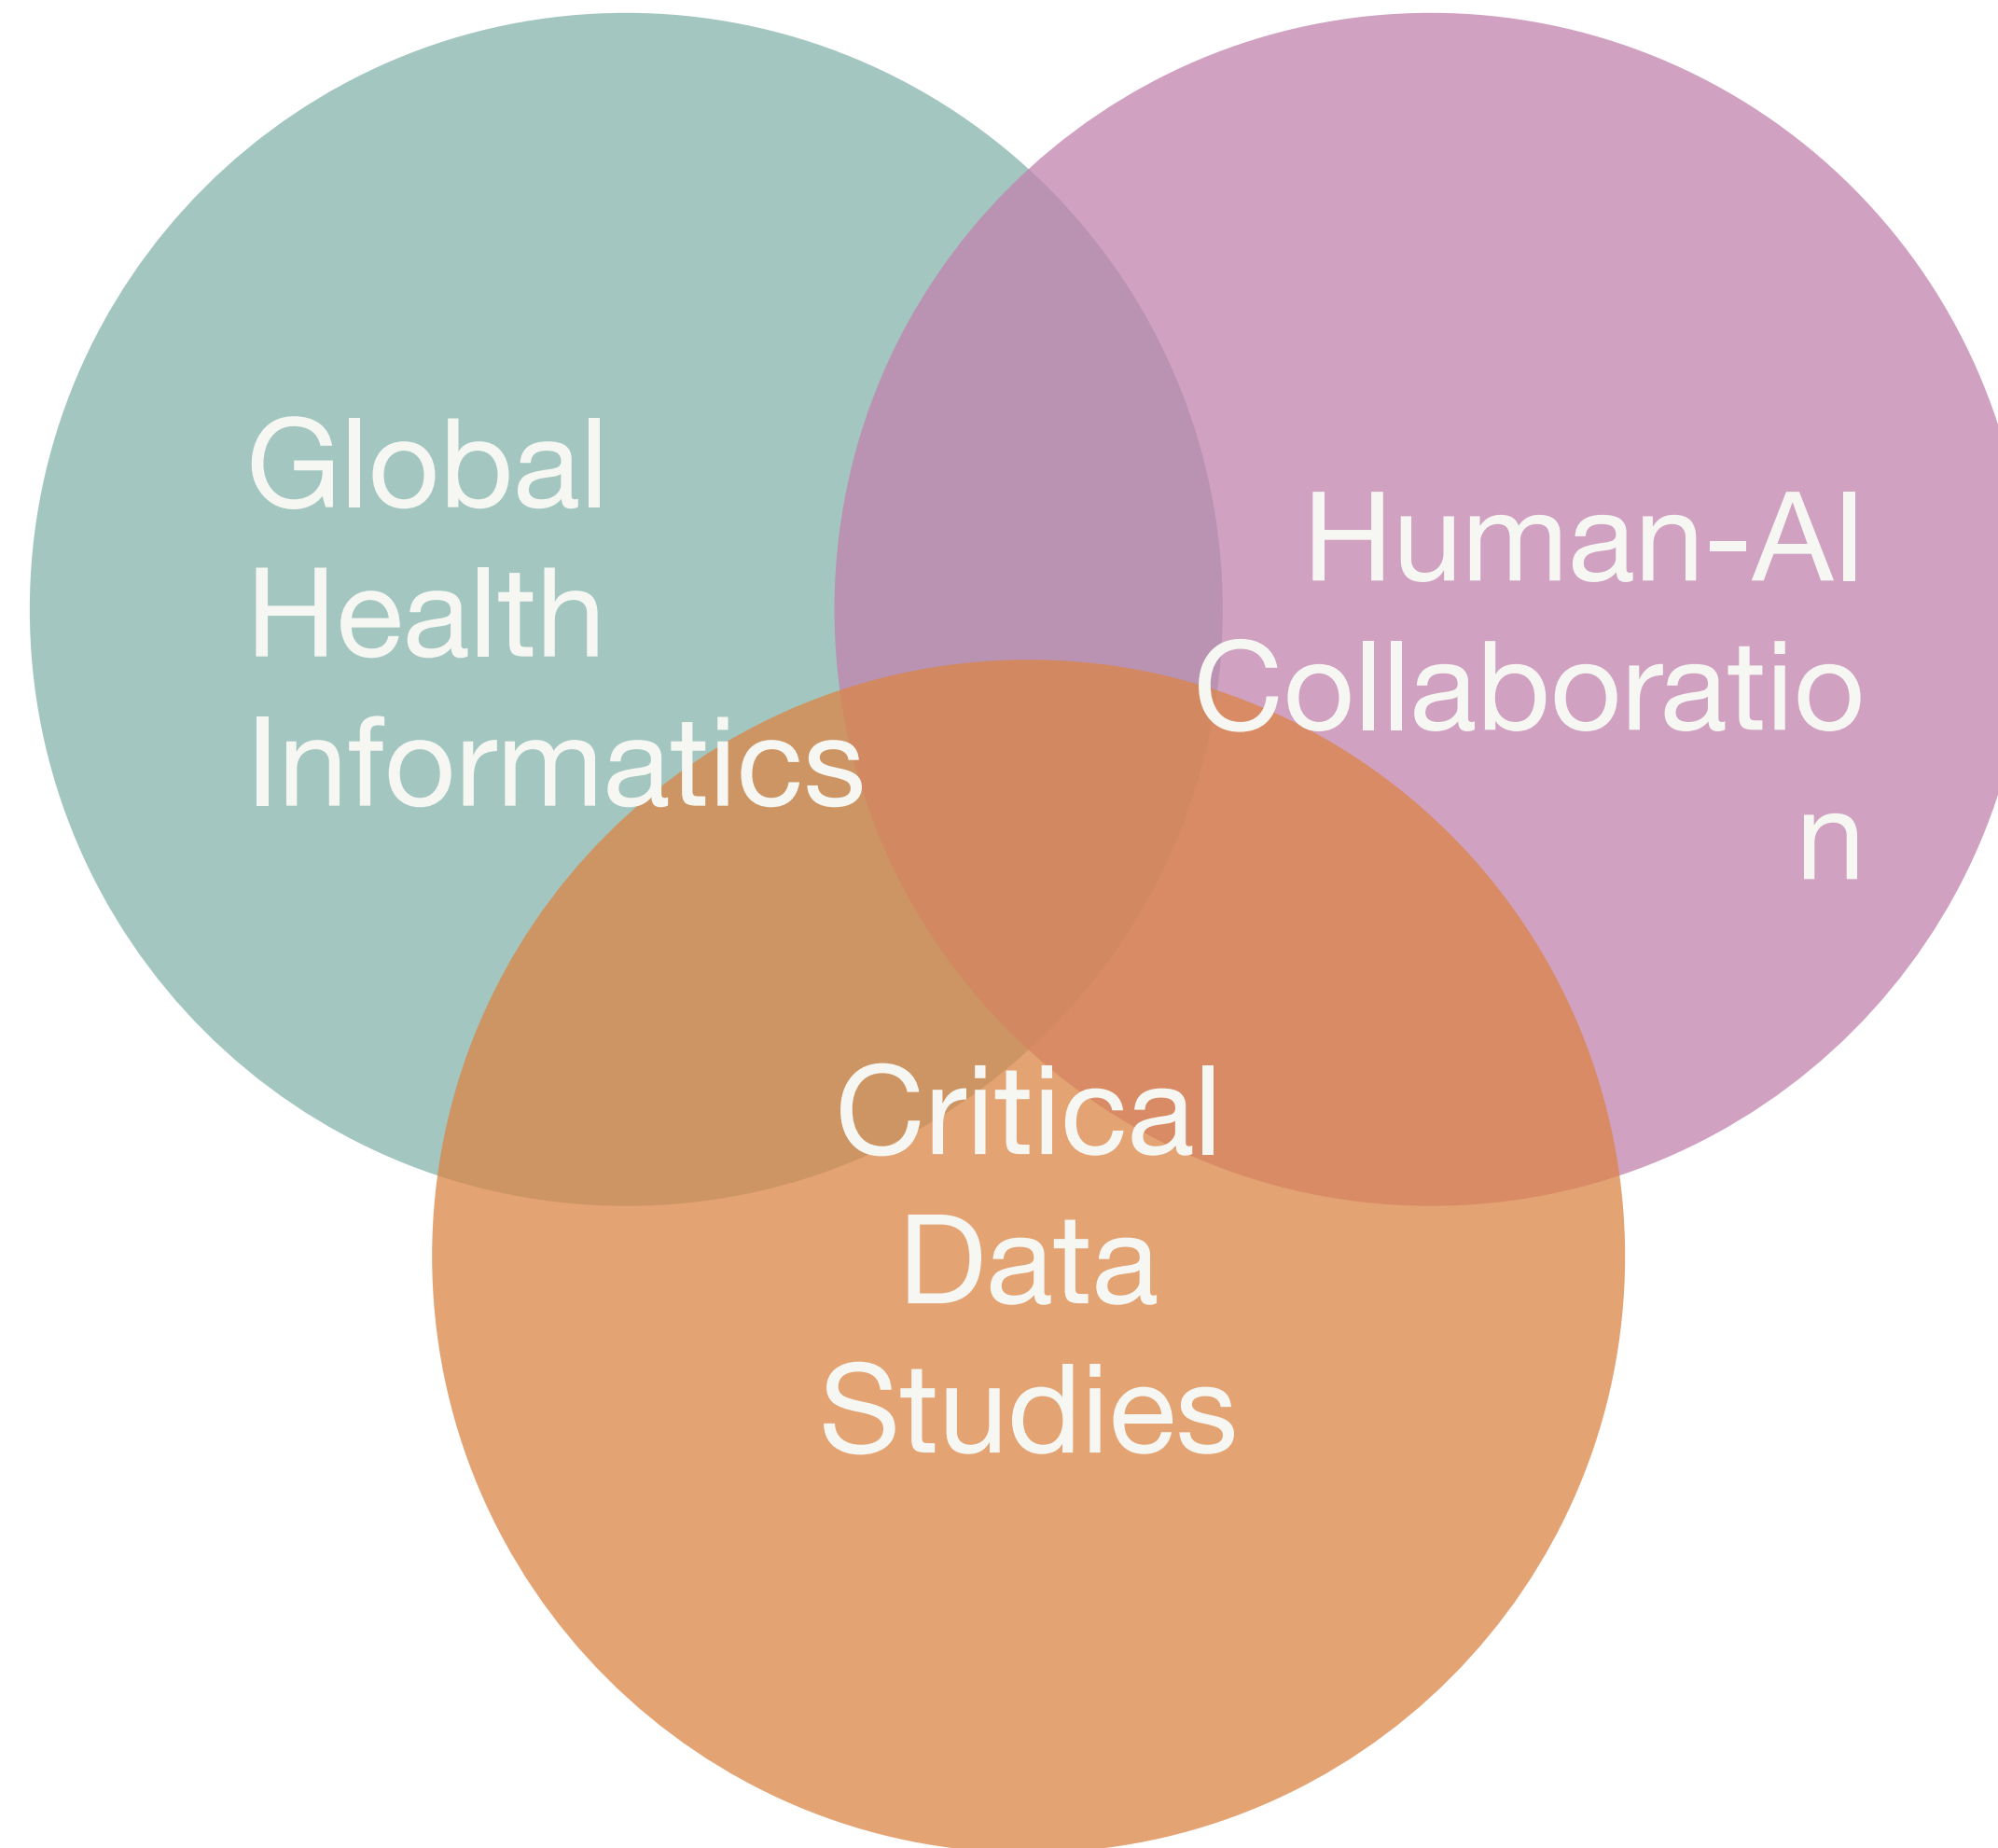 Global
Health
Informatics
Human-AI
Collaboratio
n
Critical
Data
Studies